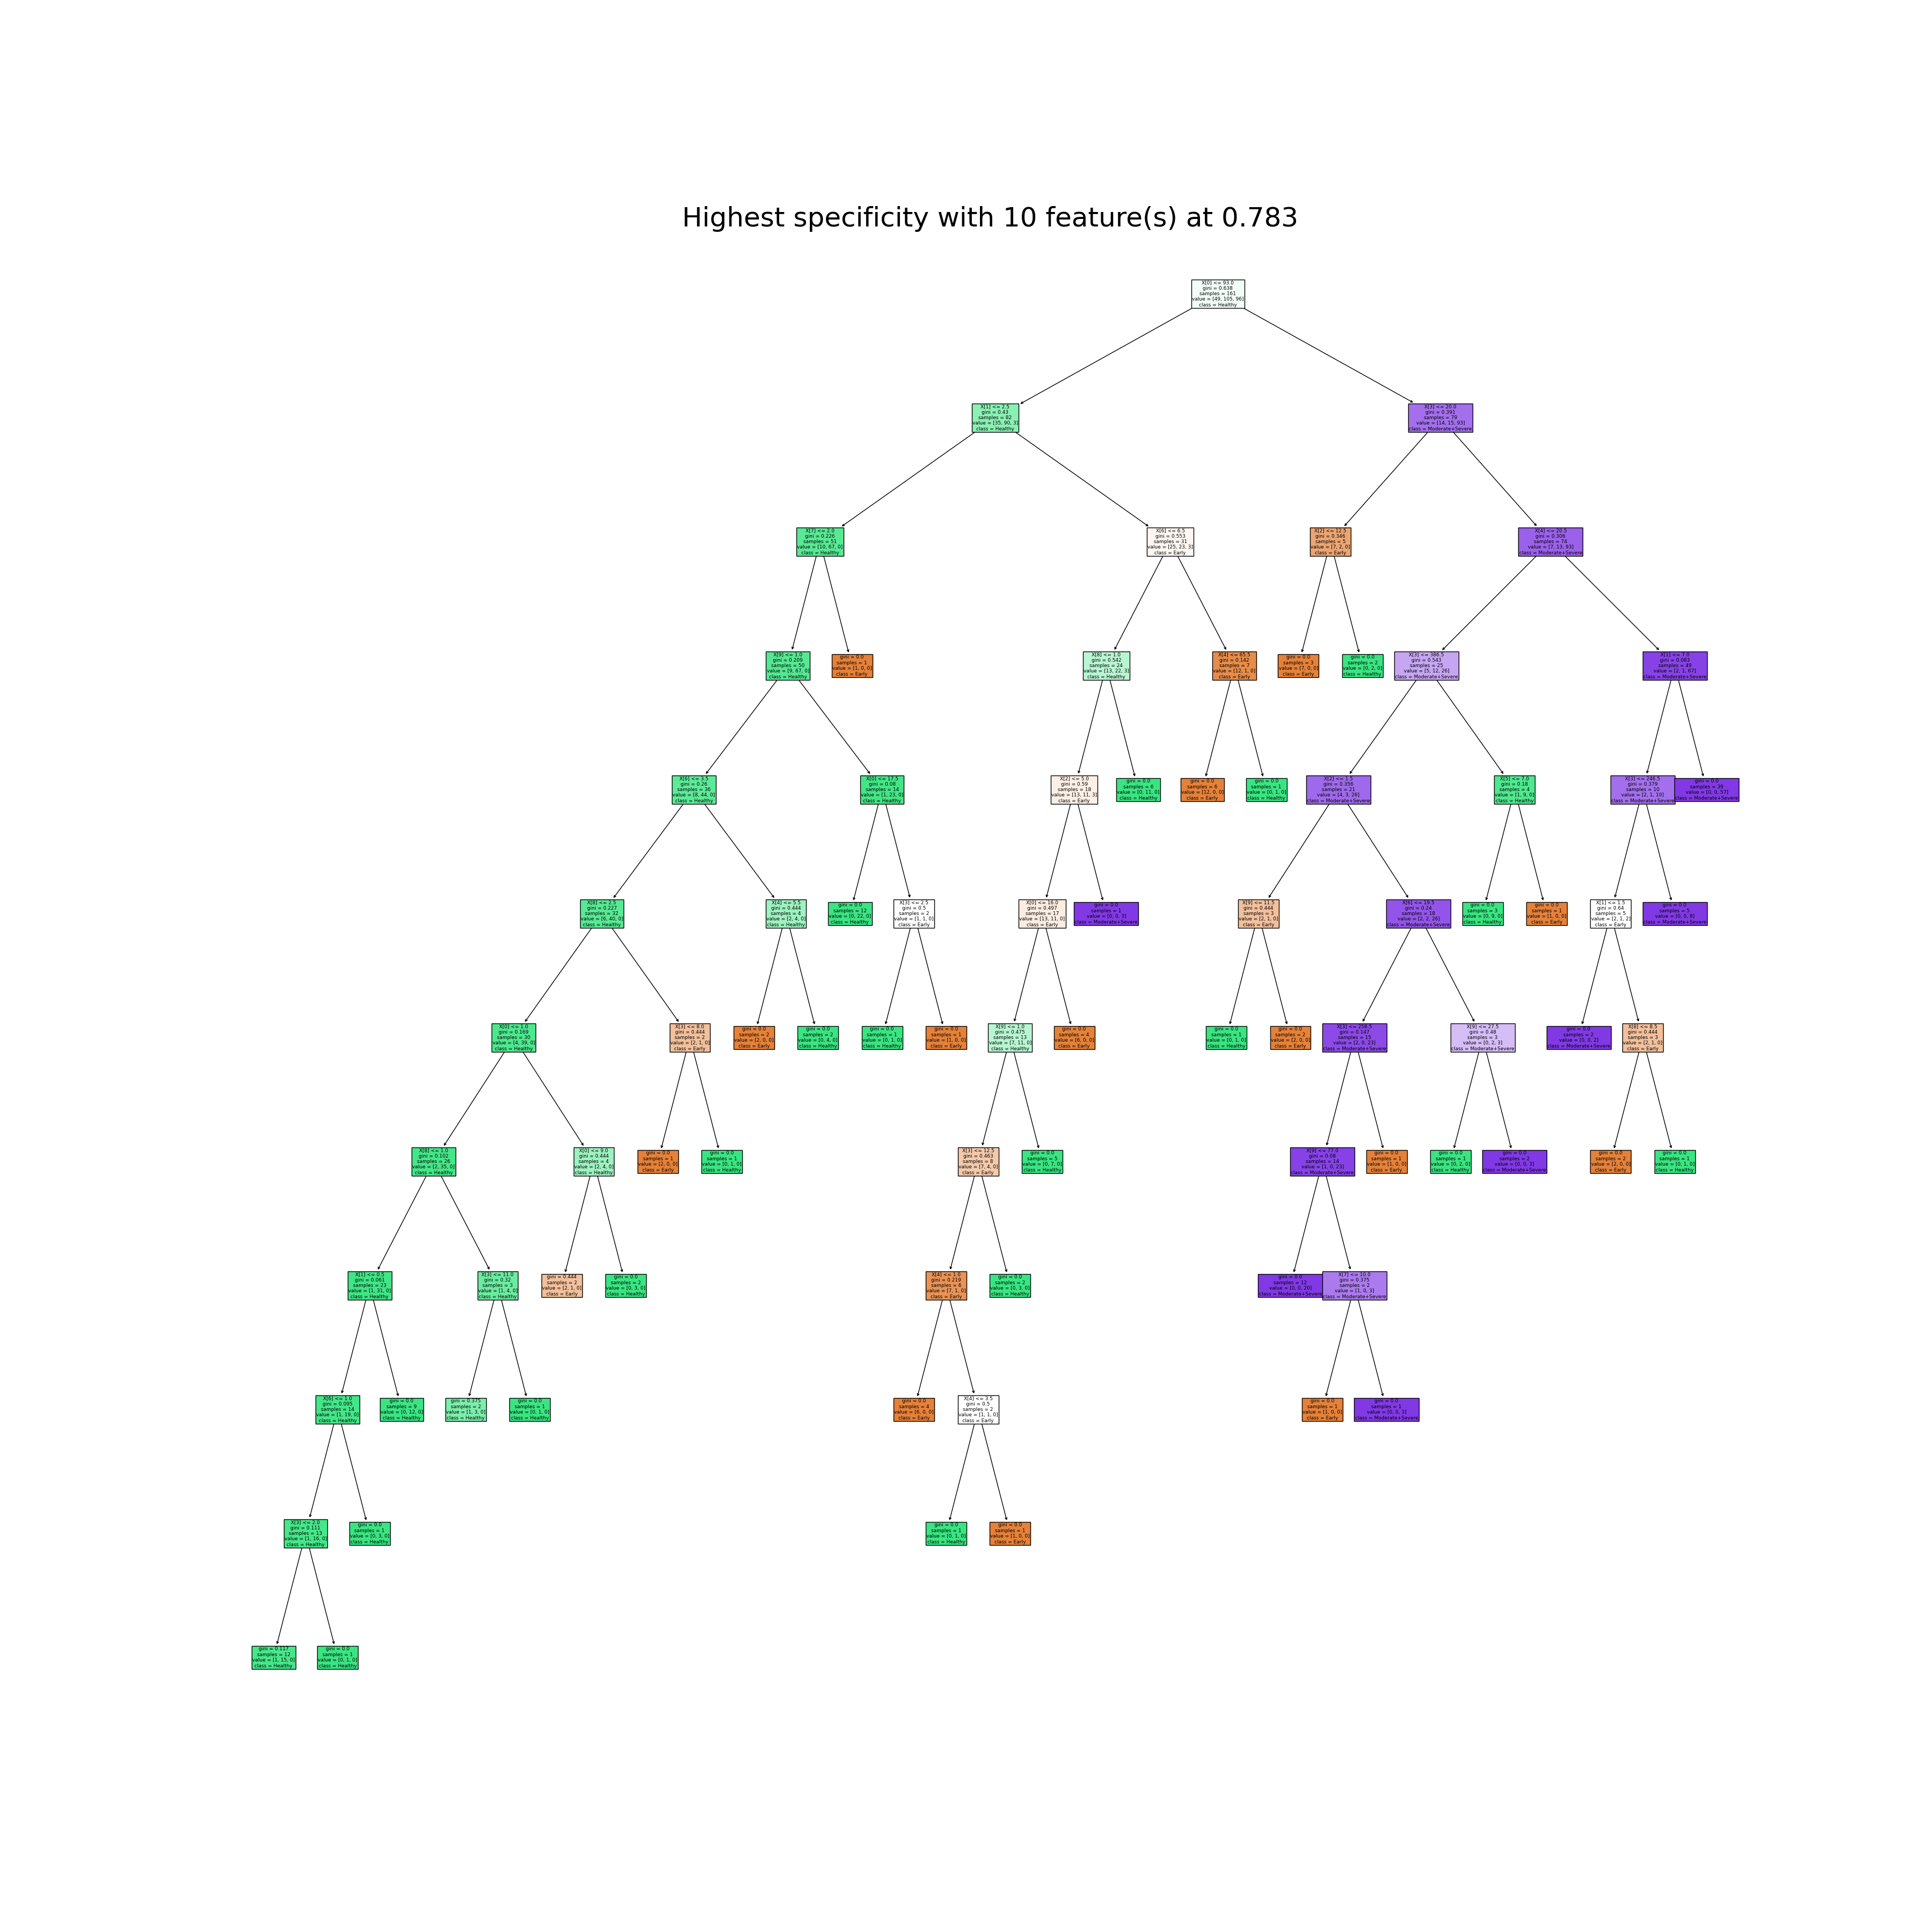 Highest specificity with 10 feature(s) at 0.783
X[0] <= 93.0
gini = 0.638
samples = 161
value = [49, 105, 96]
class = Healthy
X[1] <= 2.5
gini = 0.43
samples = 82
value = [35, 90, 3]
class = Healthy
X[3] <= 20.0
gini = 0.391
samples = 79
value = [14, 15, 93]
class = Moderate+Severe
X[7] <= 2.0
gini = 0.226
samples = 51
value = [10, 67, 0]
class = Healthy
X[6] <= 6.5
gini = 0.553
samples = 31
value = [25, 23, 3]
class = Early
X[2] <= 12.5
gini = 0.346
samples = 5
value = [7, 2, 0]
class = Early
X[4] <= 20.5
gini = 0.306
samples = 74
value = [7, 13, 93]
class = Moderate+Severe
X[9] <= 1.0
gini = 0.209
samples = 50
value = [9, 67, 0]
class = Healthy
gini = 0.0
samples = 1
value = [1, 0, 0]
class = Early
X[8] <= 1.0
gini = 0.542
samples = 24
value = [13, 22, 3]
class = Healthy
X[4] <= 65.5
gini = 0.142
samples = 7
value = [12, 1, 0]
class = Early
gini = 0.0
samples = 3
value = [7, 0, 0]
class = Early
gini = 0.0
samples = 2
value = [0, 2, 0]
class = Healthy
X[3] <= 386.5
gini = 0.543
samples = 25
value = [5, 12, 26]
class = Moderate+Severe
X[1] <= 7.0
gini = 0.083
samples = 49
value = [2, 1, 67]
class = Moderate+Severe
X[6] <= 3.5
gini = 0.26
samples = 36
value = [8, 44, 0]
class = Healthy
X[0] <= 17.5
gini = 0.08
samples = 14
value = [1, 23, 0]
class = Healthy
X[2] <= 5.0
gini = 0.59
samples = 18
value = [13, 11, 3]
class = Early
gini = 0.0
samples = 6
value = [0, 11, 0]
class = Healthy
gini = 0.0
samples = 6
value = [12, 0, 0]
class = Early
gini = 0.0
samples = 1
value = [0, 1, 0]
class = Healthy
X[2] <= 1.5
gini = 0.356
samples = 21
value = [4, 3, 26]
class = Moderate+Severe
X[5] <= 7.0
gini = 0.18
samples = 4
value = [1, 9, 0]
class = Healthy
X[3] <= 246.5
gini = 0.379
samples = 10
value = [2, 1, 10]
class = Moderate+Severe
gini = 0.0
samples = 39
value = [0, 0, 57]
class = Moderate+Severe
X[8] <= 2.5
gini = 0.227
samples = 32
value = [6, 40, 0]
class = Healthy
X[4] <= 5.5
gini = 0.444
samples = 4
value = [2, 4, 0]
class = Healthy
gini = 0.0
samples = 12
value = [0, 22, 0]
class = Healthy
X[3] <= 2.5
gini = 0.5
samples = 2
value = [1, 1, 0]
class = Early
X[0] <= 16.0
gini = 0.497
samples = 17
value = [13, 11, 0]
class = Early
gini = 0.0
samples = 1
value = [0, 0, 3]
class = Moderate+Severe
X[9] <= 11.5
gini = 0.444
samples = 3
value = [2, 1, 0]
class = Early
X[6] <= 19.5
gini = 0.24
samples = 18
value = [2, 2, 26]
class = Moderate+Severe
gini = 0.0
samples = 3
value = [0, 9, 0]
class = Healthy
gini = 0.0
samples = 1
value = [1, 0, 0]
class = Early
X[1] <= 1.5
gini = 0.64
samples = 5
value = [2, 1, 2]
class = Early
gini = 0.0
samples = 5
value = [0, 0, 8]
class = Moderate+Severe
X[0] <= 1.0
gini = 0.169
samples = 30
value = [4, 39, 0]
class = Healthy
X[3] <= 8.0
gini = 0.444
samples = 2
value = [2, 1, 0]
class = Early
gini = 0.0
samples = 2
value = [2, 0, 0]
class = Early
gini = 0.0
samples = 2
value = [0, 4, 0]
class = Healthy
gini = 0.0
samples = 1
value = [0, 1, 0]
class = Healthy
gini = 0.0
samples = 1
value = [1, 0, 0]
class = Early
X[9] <= 1.0
gini = 0.475
samples = 13
value = [7, 11, 0]
class = Healthy
gini = 0.0
samples = 4
value = [6, 0, 0]
class = Early
gini = 0.0
samples = 1
value = [0, 1, 0]
class = Healthy
gini = 0.0
samples = 2
value = [2, 0, 0]
class = Early
X[3] <= 258.5
gini = 0.147
samples = 15
value = [2, 0, 23]
class = Moderate+Severe
X[9] <= 27.5
gini = 0.48
samples = 3
value = [0, 2, 3]
class = Moderate+Severe
gini = 0.0
samples = 2
value = [0, 0, 2]
class = Moderate+Severe
X[8] <= 8.5
gini = 0.444
samples = 3
value = [2, 1, 0]
class = Early
X[8] <= 1.0
gini = 0.102
samples = 26
value = [2, 35, 0]
class = Healthy
X[0] <= 9.0
gini = 0.444
samples = 4
value = [2, 4, 0]
class = Healthy
gini = 0.0
samples = 1
value = [2, 0, 0]
class = Early
gini = 0.0
samples = 1
value = [0, 1, 0]
class = Healthy
X[3] <= 12.5
gini = 0.463
samples = 8
value = [7, 4, 0]
class = Early
gini = 0.0
samples = 5
value = [0, 7, 0]
class = Healthy
X[9] <= 77.0
gini = 0.08
samples = 14
value = [1, 0, 23]
class = Moderate+Severe
gini = 0.0
samples = 1
value = [1, 0, 0]
class = Early
gini = 0.0
samples = 1
value = [0, 2, 0]
class = Healthy
gini = 0.0
samples = 2
value = [0, 0, 3]
class = Moderate+Severe
gini = 0.0
samples = 2
value = [2, 0, 0]
class = Early
gini = 0.0
samples = 1
value = [0, 1, 0]
class = Healthy
X[1] <= 0.5
gini = 0.061
samples = 23
value = [1, 31, 0]
class = Healthy
X[3] <= 11.0
gini = 0.32
samples = 3
value = [1, 4, 0]
class = Healthy
gini = 0.444
samples = 2
value = [2, 1, 0]
class = Early
gini = 0.0
samples = 2
value = [0, 3, 0]
class = Healthy
X[4] <= 1.0
gini = 0.219
samples = 6
value = [7, 1, 0]
class = Early
gini = 0.0
samples = 2
value = [0, 3, 0]
class = Healthy
gini = 0.0
samples = 12
value = [0, 0, 20]
class = Moderate+Severe
X[7] <= 10.0
gini = 0.375
samples = 2
value = [1, 0, 3]
class = Moderate+Severe
X[6] <= 1.0
gini = 0.095
samples = 14
value = [1, 19, 0]
class = Healthy
gini = 0.0
samples = 9
value = [0, 12, 0]
class = Healthy
gini = 0.375
samples = 2
value = [1, 3, 0]
class = Healthy
gini = 0.0
samples = 1
value = [0, 1, 0]
class = Healthy
gini = 0.0
samples = 4
value = [6, 0, 0]
class = Early
X[4] <= 3.5
gini = 0.5
samples = 2
value = [1, 1, 0]
class = Early
gini = 0.0
samples = 1
value = [1, 0, 0]
class = Early
gini = 0.0
samples = 1
value = [0, 0, 3]
class = Moderate+Severe
X[3] <= 2.0
gini = 0.111
samples = 13
value = [1, 16, 0]
class = Healthy
gini = 0.0
samples = 1
value = [0, 3, 0]
class = Healthy
gini = 0.0
samples = 1
value = [0, 1, 0]
class = Healthy
gini = 0.0
samples = 1
value = [1, 0, 0]
class = Early
gini = 0.117
samples = 12
value = [1, 15, 0]
class = Healthy
gini = 0.0
samples = 1
value = [0, 1, 0]
class = Healthy